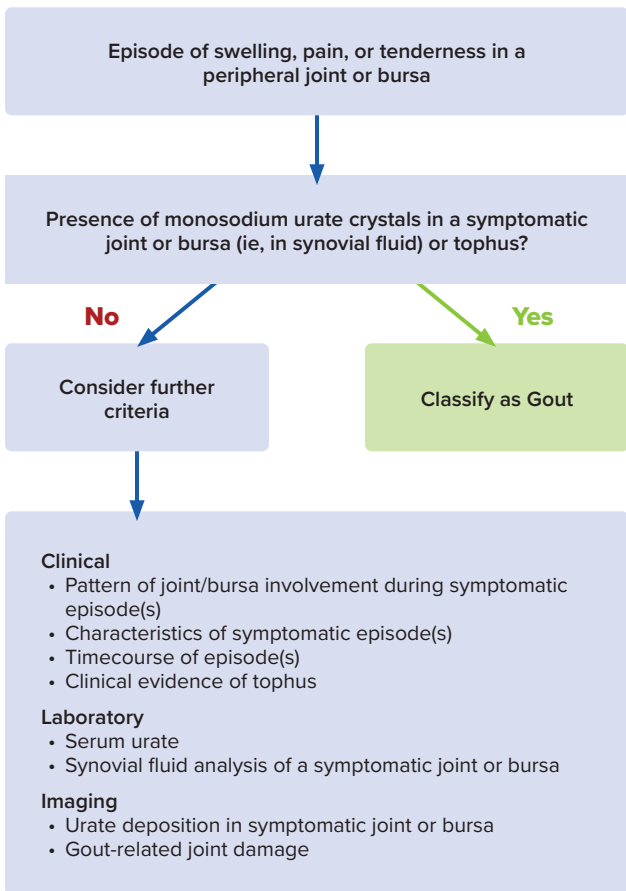 Episode of swelling, pain, or tenderness in a
peripheral joint or bursa
Presence of monosodium urate crystals in a symptomatic
joint or bursa (ie, in synovial fluid) or tophus?
No
Yes
Consider further
criteria
Classify as Gout
Clinical
• Pattern of joint/bursa involvement during symptomatic
episode(s)
• Characteristics of symptomatic episode(s)
• Timecourse of episode(s)
• Clinical evidence of tophus
Laboratory
• Serum urate
• Synovial fluid analysis of a symptomatic joint or bursa
Imaging
• Urate deposition in symptomatic joint or bursa
• Gout-related joint damage